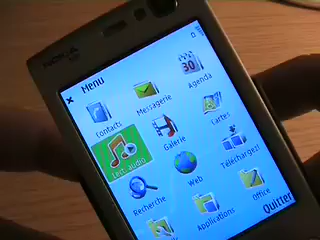 NOKIA
Menu
Contacts
Messagerie
Agenda
30
Lect. audio
Galerie
Cartes
Recherche
Web
Téléchargez!
Applications
Office
Quitter